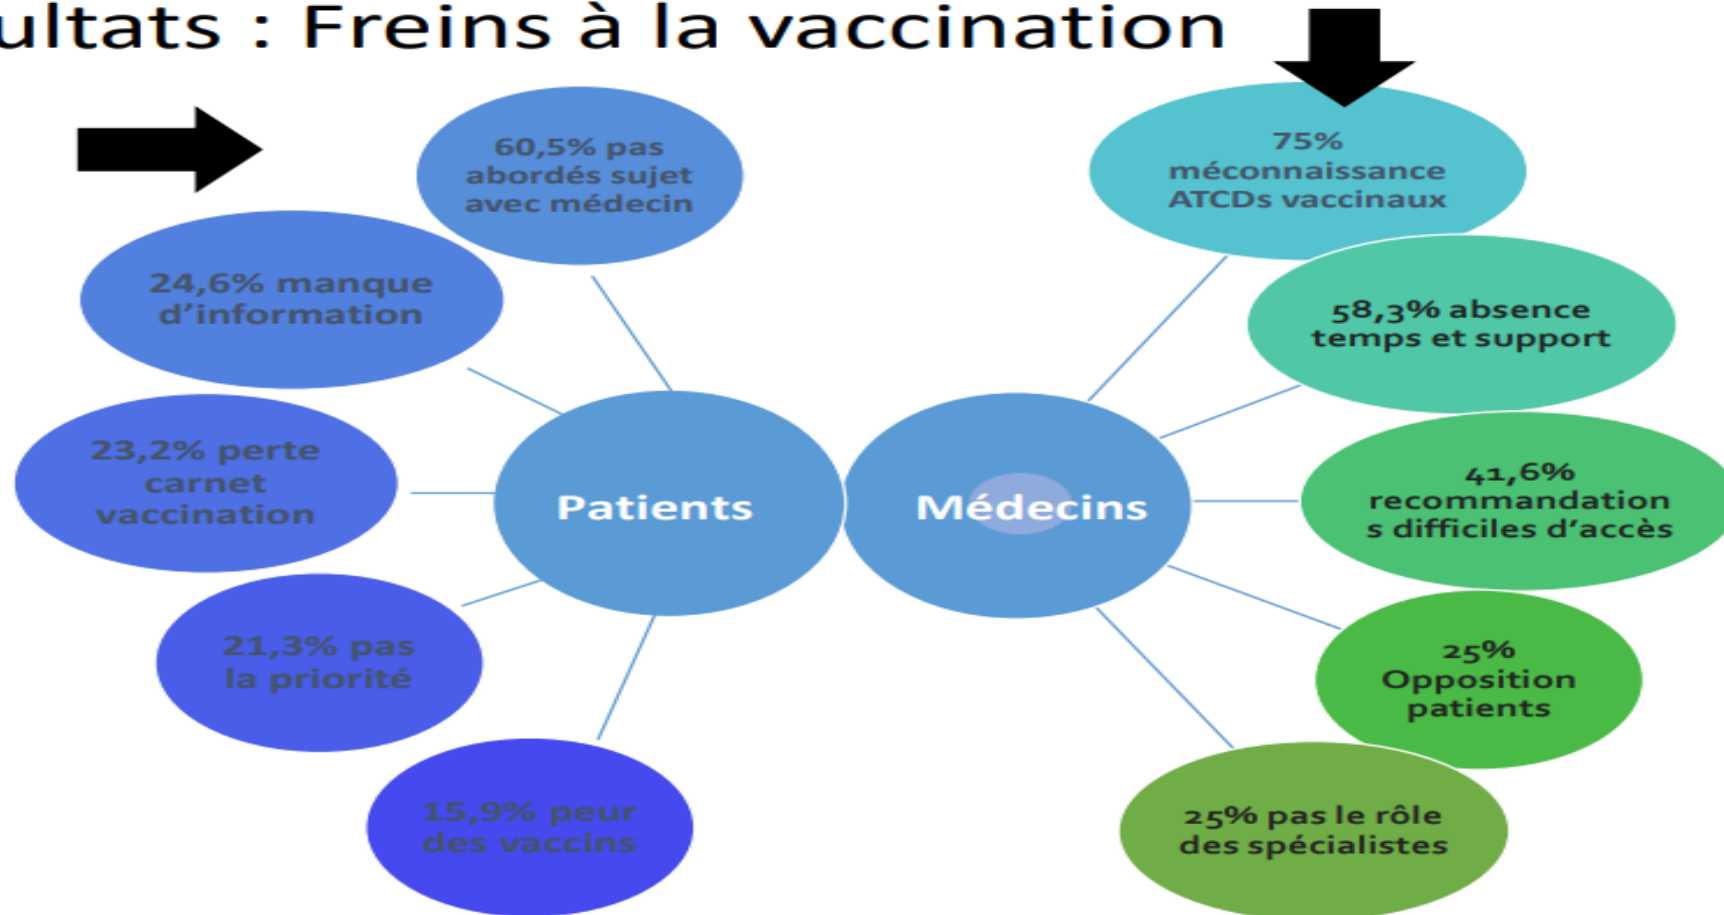 ultats : Freins à la vaccination
60,5% pas
abordés sujet
avec médecin
24,6% manque
d'information
23,2% perte
carnet
vaccination
21,3% pas
la priorité
15,9% peur
des vaccins
Patients
Médecins
75%
méconnaissance
ATCDs vaccinaux
58,3% absence
temps et support
41,6%
recommandation
s difficiles d'accès
25%
Opposition
patients
25% pas le rôle
des spécialistes